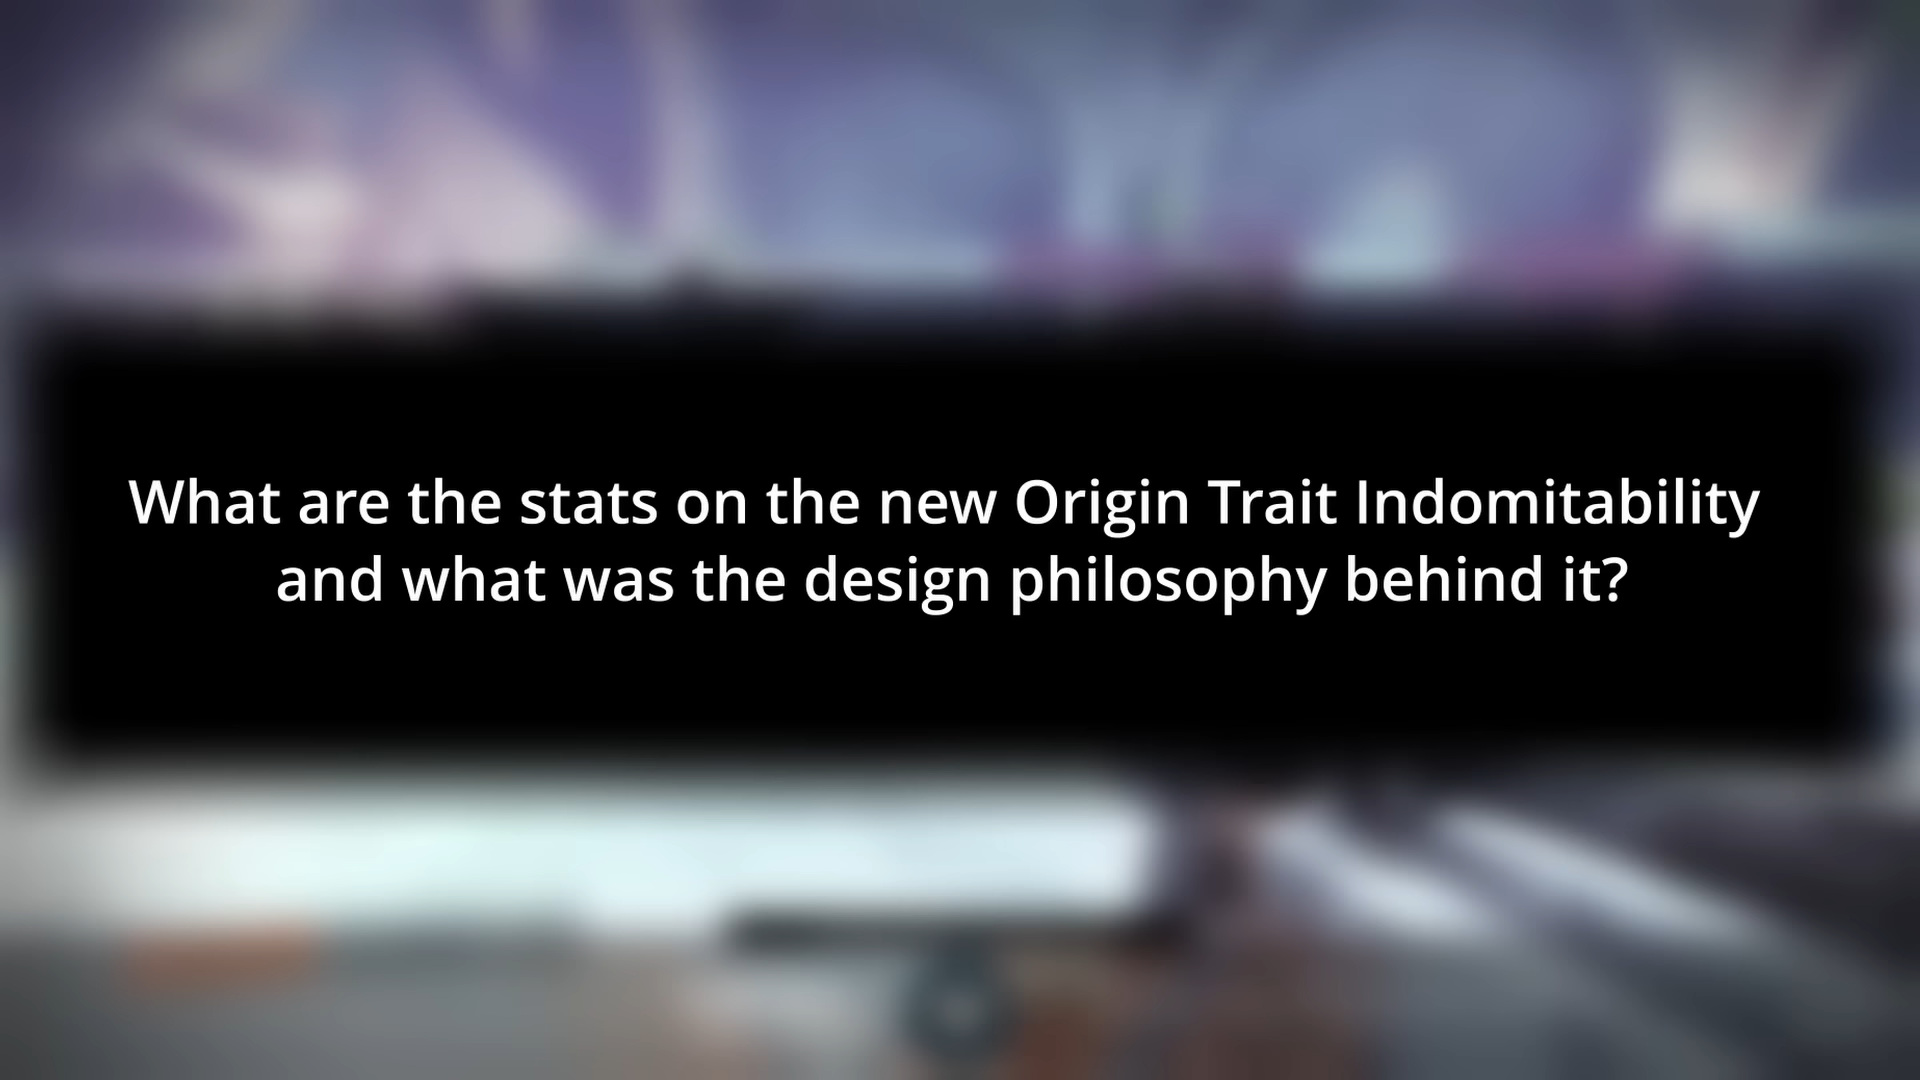 What are the stats on the new Origin Trait Indomitability
and what was the design philosophy behind it?